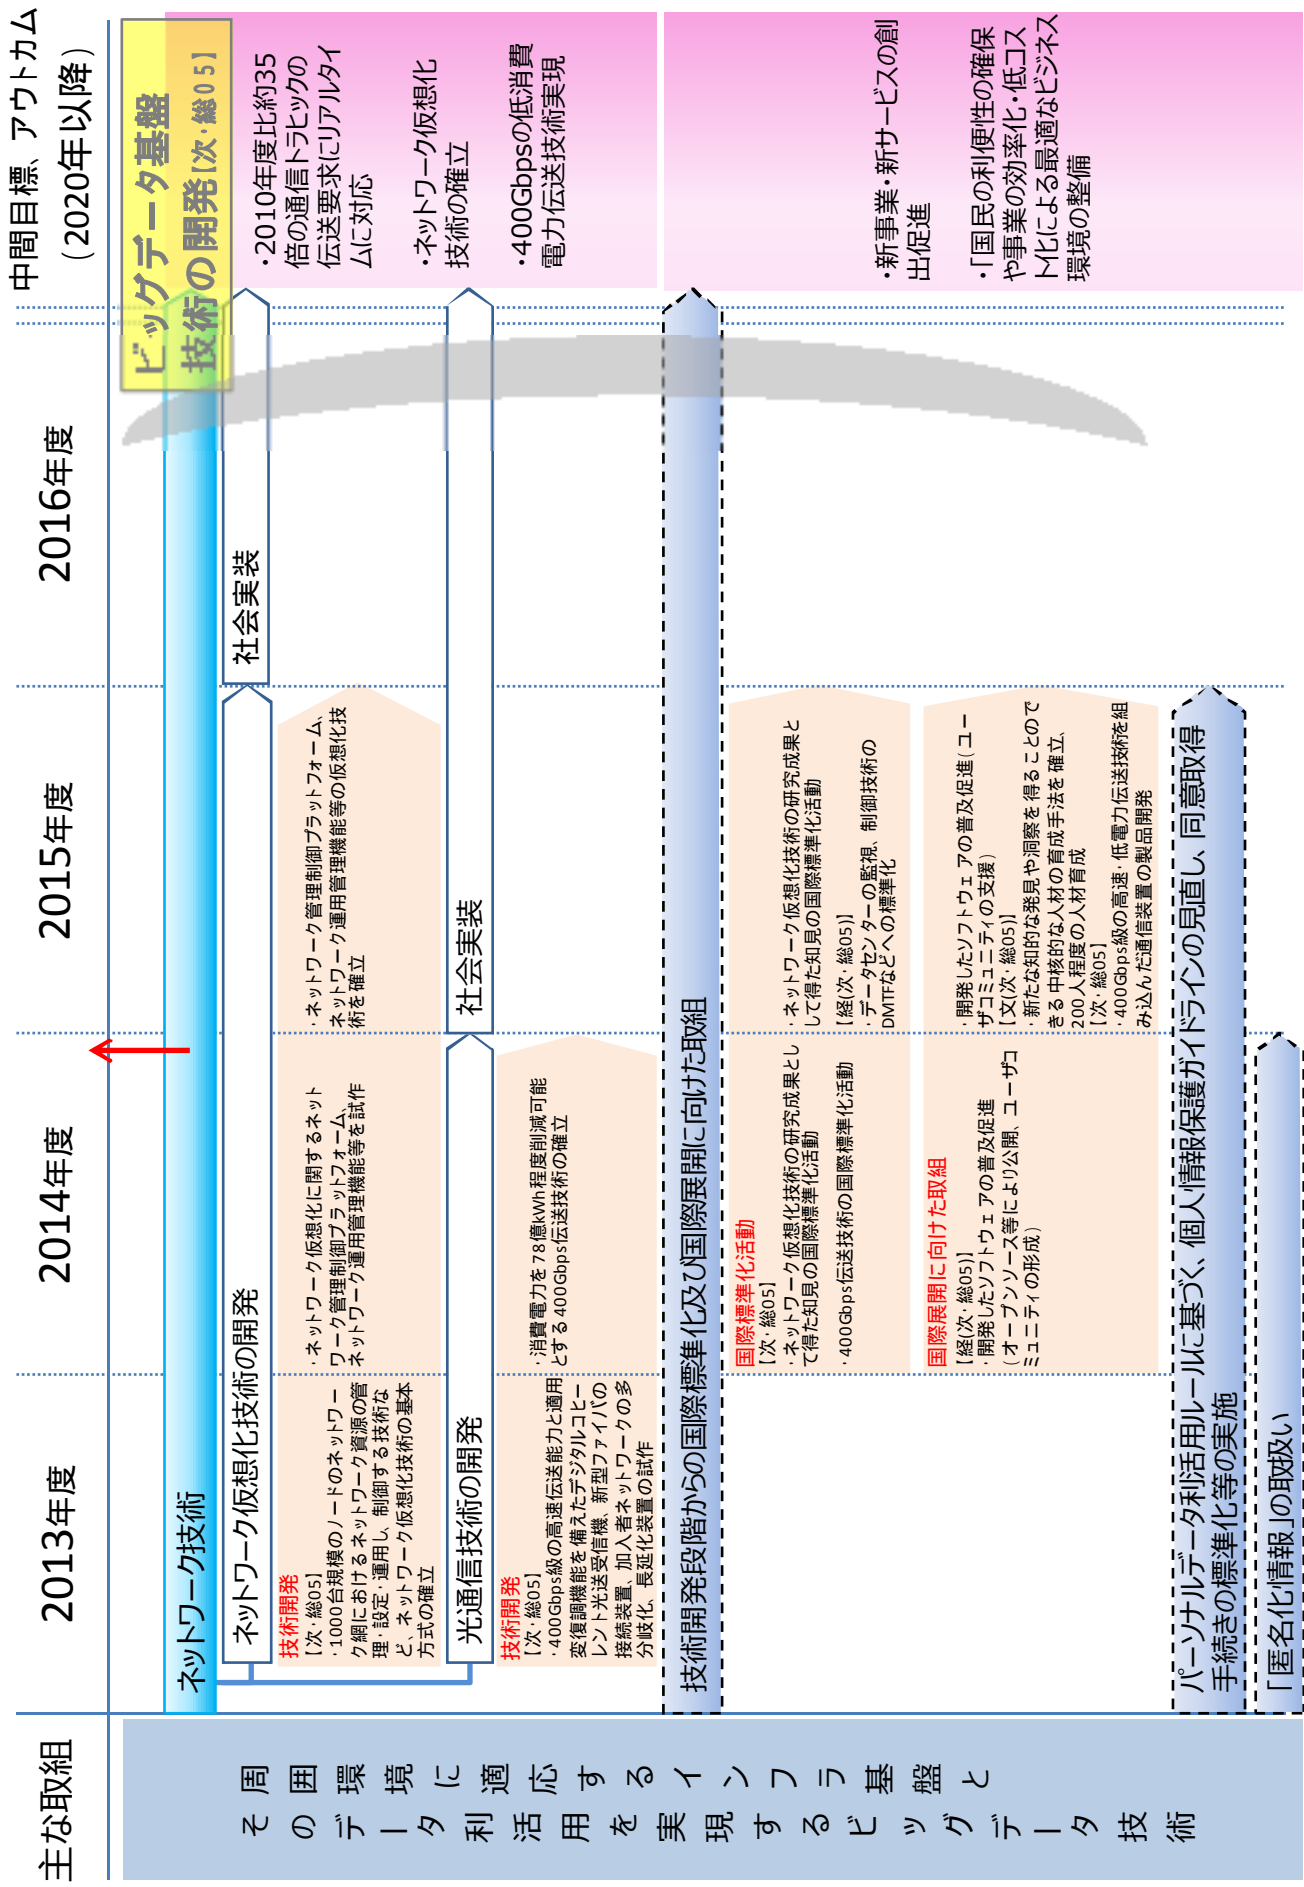 主な取組
2013年度
2014年度
2015年度
2016年度
中間目標、アウトカム
（2020年以降）
周囲環境に適応するインフラ基盤と
そのデータ利活用を実現するビッグデータ技術
ビッグデータ基盤
技術の開発【次・総05】
ネットワーク技術
ネットワーク仮想化技術の開発
社会実装
技術開発
【次・総05】
・1000台規模のノードのネットワー
ク網におけるネットワーク資源の管
理・設定・運用し、制御する技術な
ど、ネットワーク仮想化技術の基本
方式の確立
・ネットワーク仮想化に関するネット
ワーク管理制御プラットフォーム、
ネットワーク運用管理機能等を試作
・ネットワーク管理制御プラットフォーム、
ネットワーク運用管理機能等の仮想化技
術を確立
光通信技術の開発
社会実装
技術開発
【次・総05】
・400Gbps級の高速伝送能力と適用
変復調機能を備えたデジタルコヒー
レント光送受信機、新型ファイバの
接続装置、加入者ネットワークの多
分岐化、長延化装置の試作
・消費電力を78億kWh程度削減可能
とする400Gbps伝送技術の確立
・2010年度比約35
倍の通信トラヒックの
伝送要求にリアルタイ
ムに対応
・ネットワーク仮想化
技術の確立
・400Gbpsの低消費
電力伝送技術実現
技術開発段階からの国際標準化及び国際展開に向けた取組
国際標準化活動
【次・総05】
・ネットワーク仮想化技術の研究成果とし
て得た知見の国際標準化活動
・400Gbps伝送技術の国際標準化活動
・ネットワーク仮想化技術の研究成果と
して得た知見の国際標準化活動
【経(次・総05)】
・データセンターの監視、制御技術の
DMTFなどへの標準化
国際展開に向けた取組
【経(次・総05)】
・開発したソフトウェアの普及促進
（オープンソース等により公開、ユーザコ
ミュニティの形成）
・開発したソフトウェアの普及促進（ユー
ザコミュニティの支援）
【文(次・総05)】
・新たな知的な発見や洞察を得ることので
きる中核的な人材の育成手法を確立、
200人程度の人材育成
【次・総05】
・400Gbps級の高速・低電力伝送技術を組
み込んだ通信装置の製品開発
・新事業・新サービスの創
出促進
・「国民の利便性の確保
や事業の効率化・低コス
ト化による最適なビジネス
環境の整備
パーソナルデータ利活用ルールに基づく、個人情報保護ガイドラインの見直し、同意取得
手続きの標準化等の実施
「匿名化情報」の取扱い